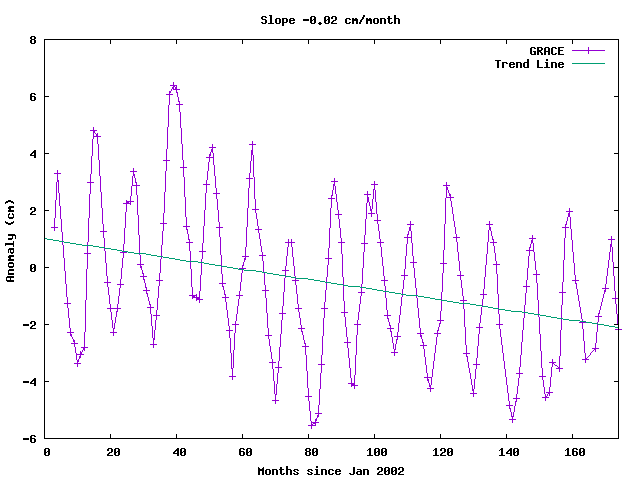 Slope -0.02 cm/month
GRACE
Trend Line
Anomaly (cm)
8
6
4
2
0
-2
-4
-6
0 20 40 60 80 100 120 140 160
Months since Jan 2002